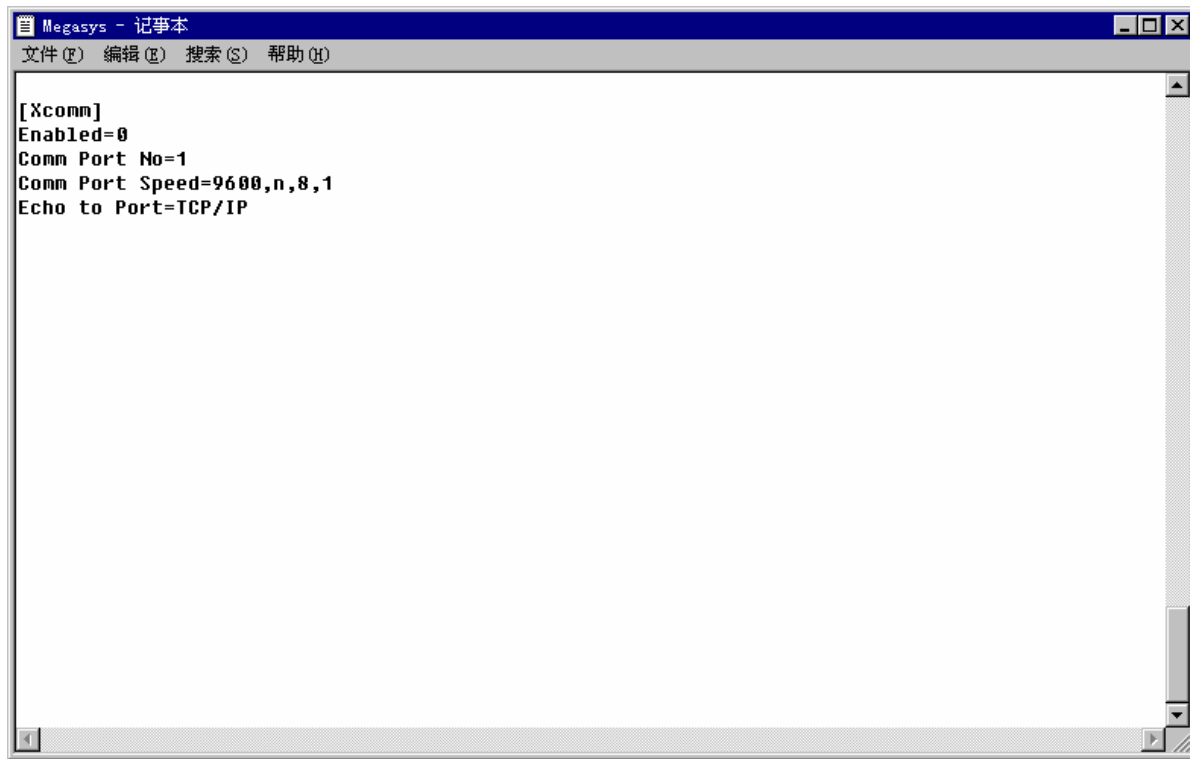 Megasys - 记事本
文件(F) 编辑(E) 搜索(S) 帮助(H)
[Xcomm]
Enabled=0
Comm Port No=1
Comm Port Speed=9600,n,8,1
Echo to Port=TCP/IP